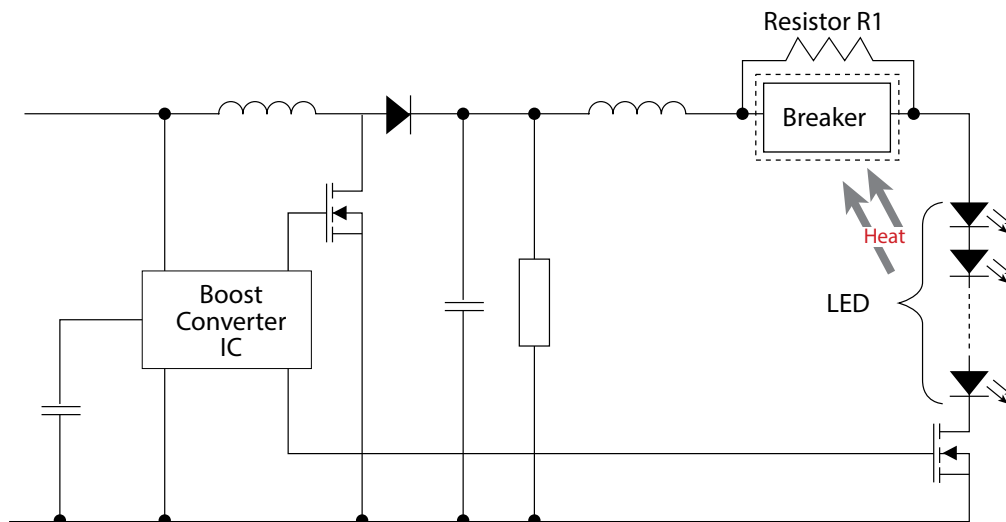 Resistor R1
Breaker
Heat
LED
Boost
Converter
IC